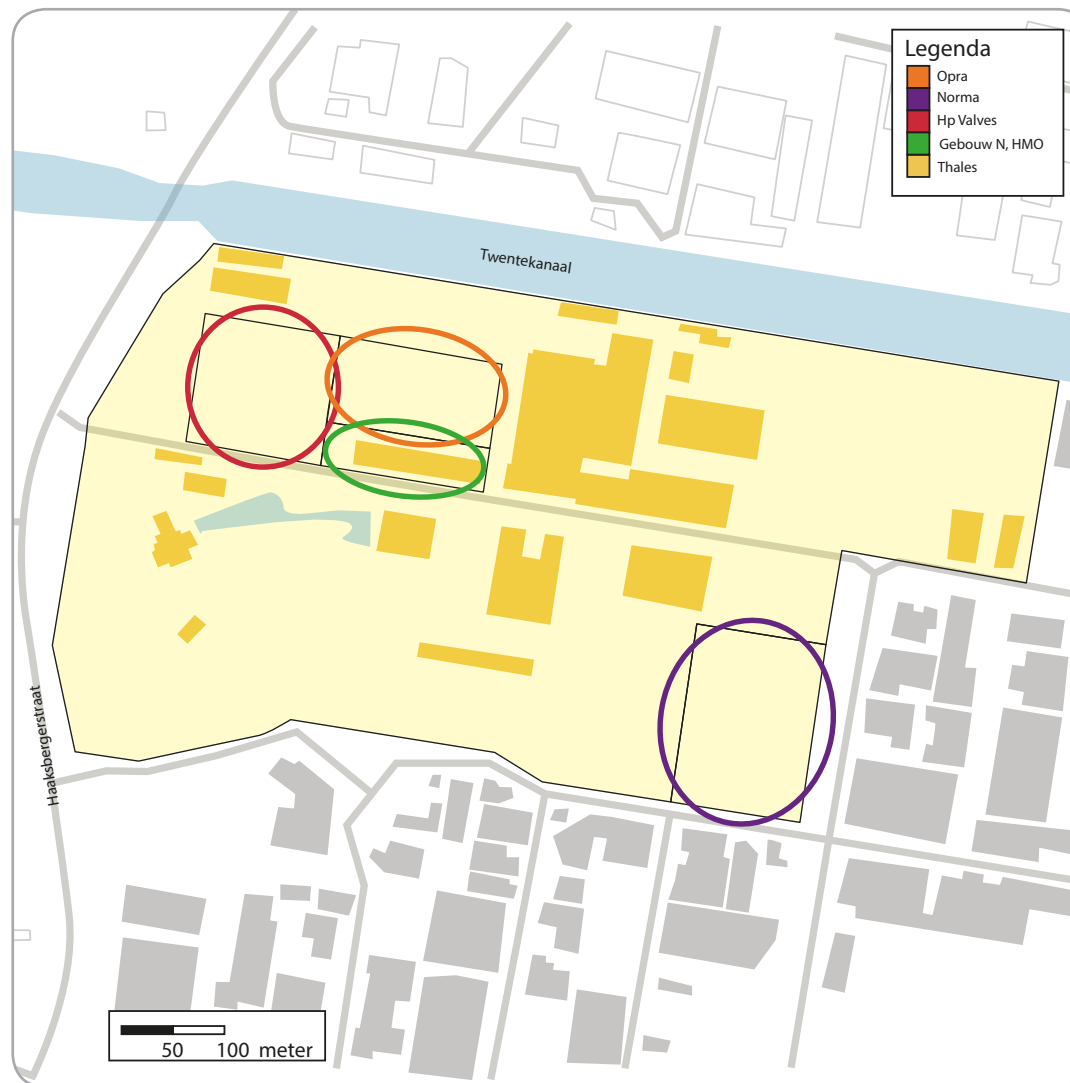 Legenda
Opra
Norma
Hp Valves
Gebouw N, HMO
Thales
Twentekanaal
Haaksbergerstraat
50 100 meter